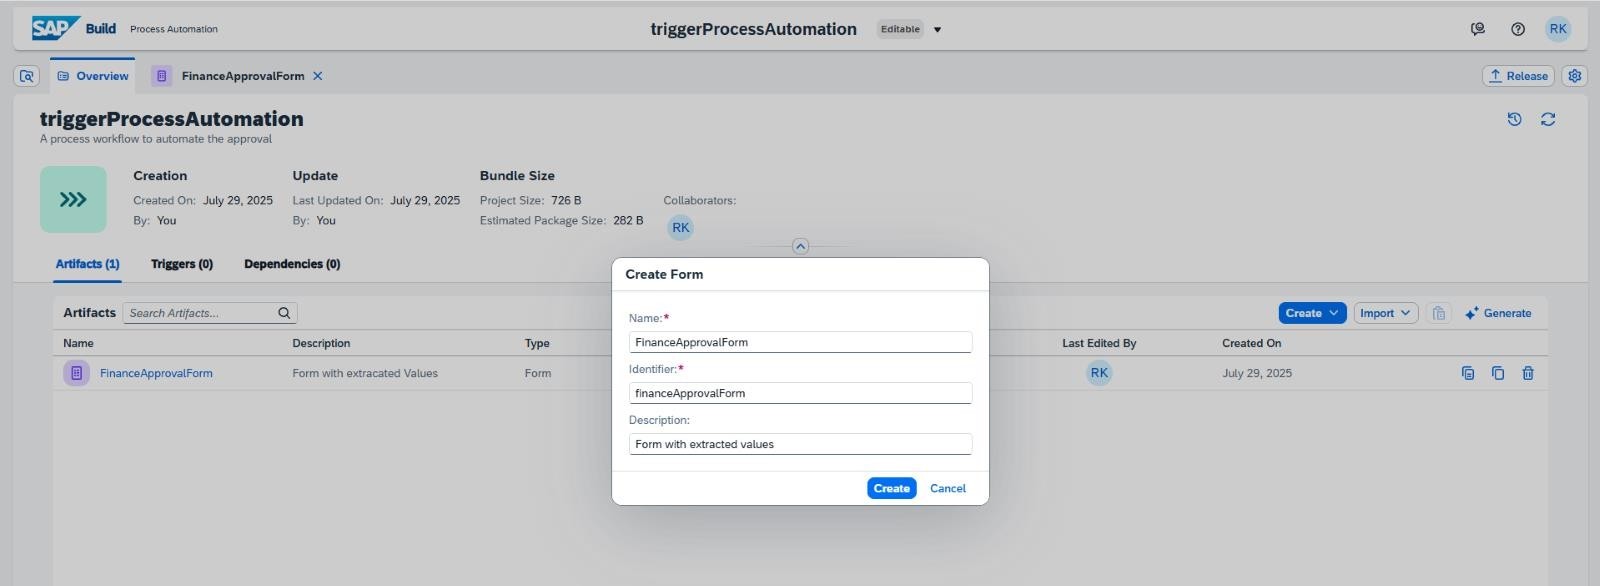 SAP Build Process Automation triggerProcessAutomation Editable RK
Overview FinanceApprovalForm Release
triggerProcessAutomation
A process workflow to automate the approval
Creation Update Bundle Size
Created On: July 29, 2025 Last Updated On: July 29, 2025 Project Size: 726 B Collaborators:
By: You By: You Estimated Package Size: 282 B RK
Artifacts (1) Triggers (0) Dependencies (0)
Create Form
Artifacts Search Artifacts... Create Import Generate
Name:*
Name Description Type Last Edited By Created On
FinanceApprovalForm
FinanceApprovalForm Form with extracated Values Form RK July 29, 2025
Identifier:*
financeApprovalForm
Description:
Form with extracted values
Create Cancel